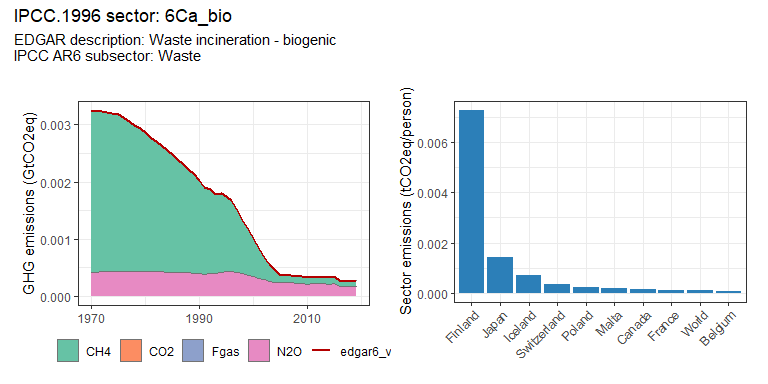 IPCC.1996 sector: 6Ca_bio
EDGAR description: Waste incineration - biogenic
IPCC AR6 subsector: Waste
GHG emissions (GtCO2eq)
0.003
0.002
0.001
0.000
1970
1990
2010
CH4
CO2
Fgas
N2O
edgar6_v
Sector emissions (tCO2eq/person)
0.006
0.004
0.002
0.000
Finland
Japan
Iceland
Switzerland
Poland
Malta
Canada
France
World
Belgium